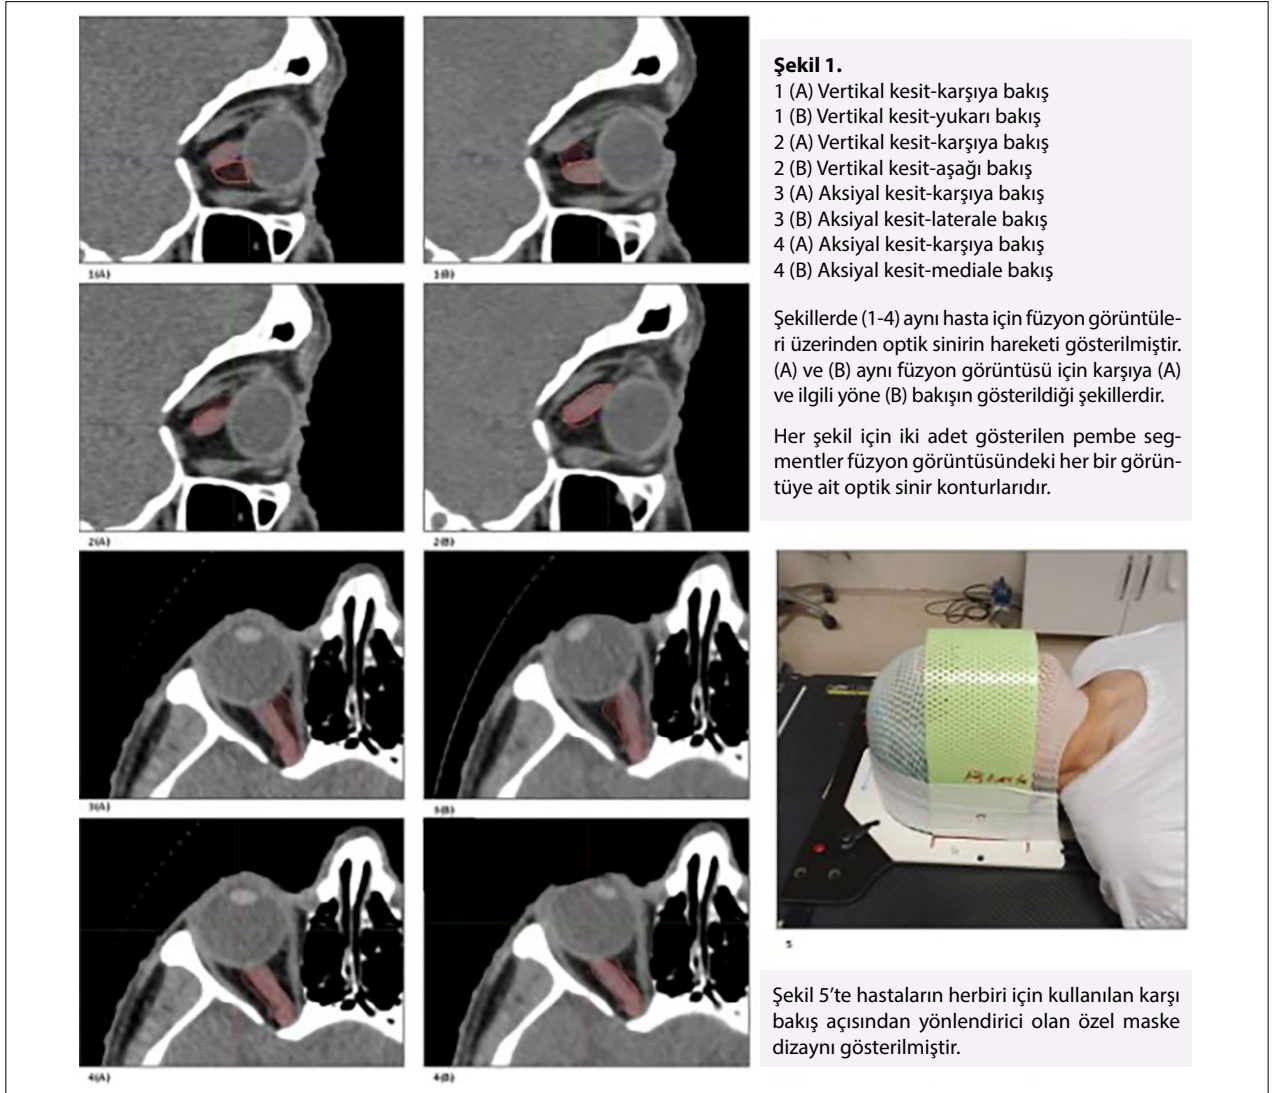 Şekil 1.
1 (A) Vertikal kesit-karşıya bakış
1 (B) Vertikal kesit-yukarı bakış
2 (A) Vertikal kesit-karşıya bakış
2 (B) Vertikal kesit-aşağı bakış
3 (A) Aksiyal kesit-karşıya bakış
3 (B) Aksiyal kesit-laterale bakış
4 (A) Aksiyal kesit-karşıya bakış
4 (B) Aksiyal kesit-mediale bakış
Şekillerde (1-4) aynı hasta için füzyon görüntüle-
ri üzerinden optik sinirin hareketi gösterilmiştir.
(A) ve (B) aynı füzyon görüntüsü için karşıya (A)
ve ilgili yöne (B) bakışın gösterildiği şekillerdir.
Her şekil için iki adet gösterilen pembe seg-
mentler füzyon görüntüsündeki her bir görün-
tüye ait optik sinir konturlarıdır.
1(A)
1(B)
2(A)
2(B)
3(A)
3(B)
4(A)
4(B)
5
Şekil 5'te hastaların herbiri için kullanılan karşı
bakış açısından yönlendirici olan özel maske
dizaynı gösterilmiştir.